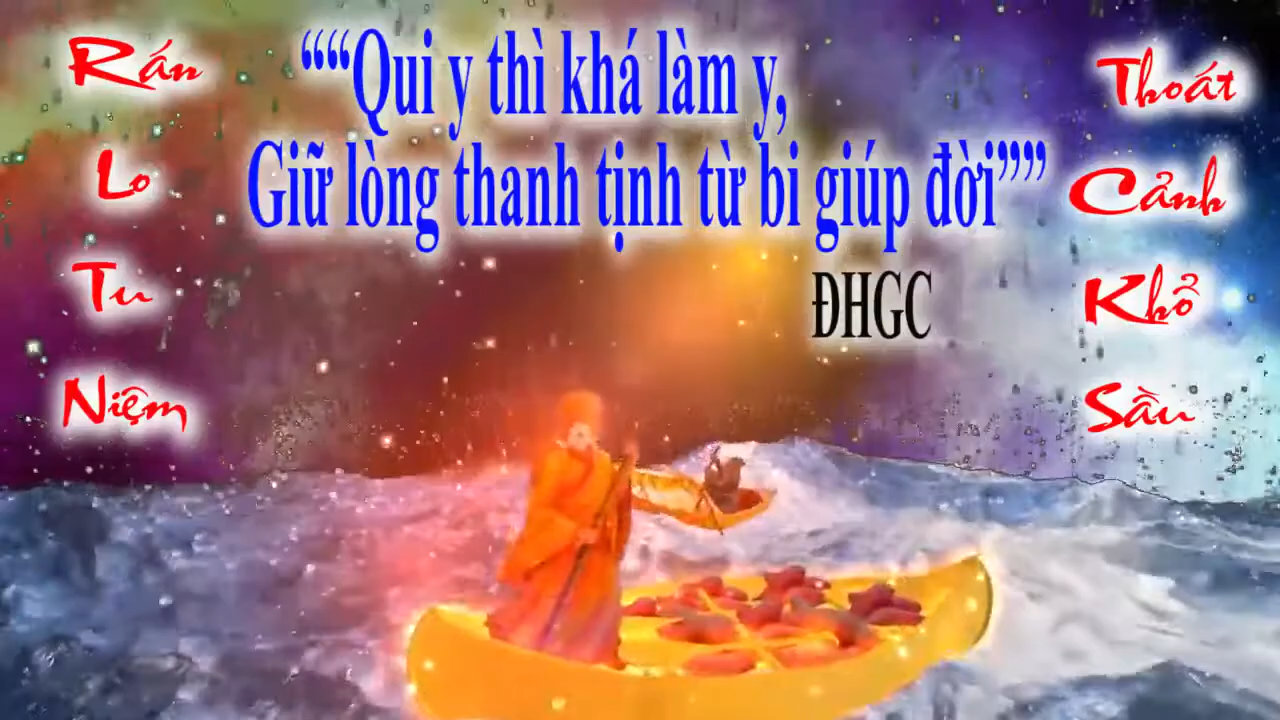 Rán
Lo
Tu
Niệm
““Qui y thì khá làm y,
Giữ lòng thanh tịnh từ bi giúp đời””
ĐHGC
Thoát
Cảnh
Khổ
Sầu